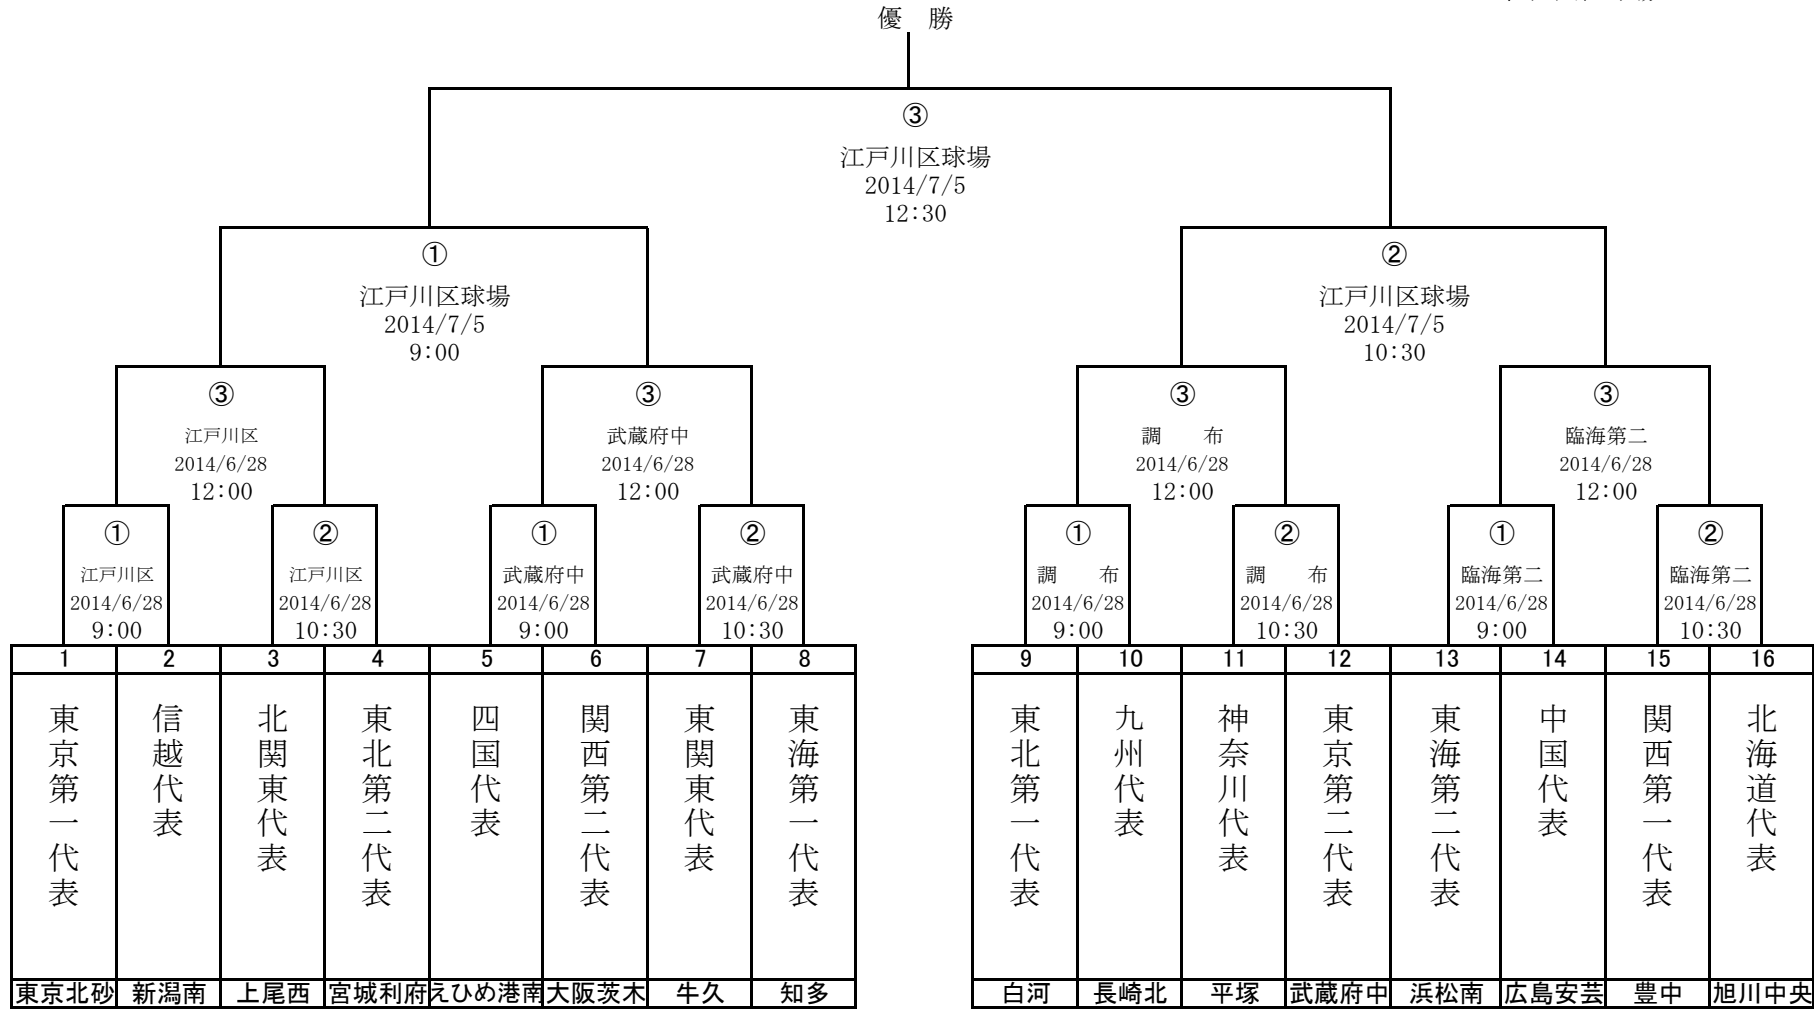 優　勝
③
江戸川区球場
2014/7/5
12:30
①
江戸川区球場
2014/7/5
9:00
②
江戸川区球場
2014/7/5
10:30
③
江戸川区
2014/6/28
12:00
③
武蔵府中
2014/6/28
12:00
③
調　布
2014/6/28
12:00
③
臨海第二
2014/6/28
12:00
①
江戸川区
2014/6/28
9:00
②
江戸川区
2014/6/28
10:30
①
武蔵府中
2014/6/28
9:00
②
武蔵府中
2014/6/28
10:30
①
調　布
2014/6/28
9:00
②
調　布
2014/6/28
10:30
①
臨海第二
2014/6/28
9:00
②
臨海第二
2014/6/28
10:30
1 2 3 4 5 6 7 8 9 10 11 12 13 14 15 16
東京第一代表
信越代表
北関東代表
東北第二代表
四国代表
関西第二代表
東関東代表
東海第一代表
東北第一代表
九州代表
神奈川代表
東京第二代表
東海第二代表
中国代表
関西第一代表
北海道代表
東京北砂 新潟南 上尾西 宮城利府 えひめ港南 大阪茨木 牛久 知多 白河 長崎北 平塚 武蔵府中 浜松南 広島安芸 豊中 旭川中央